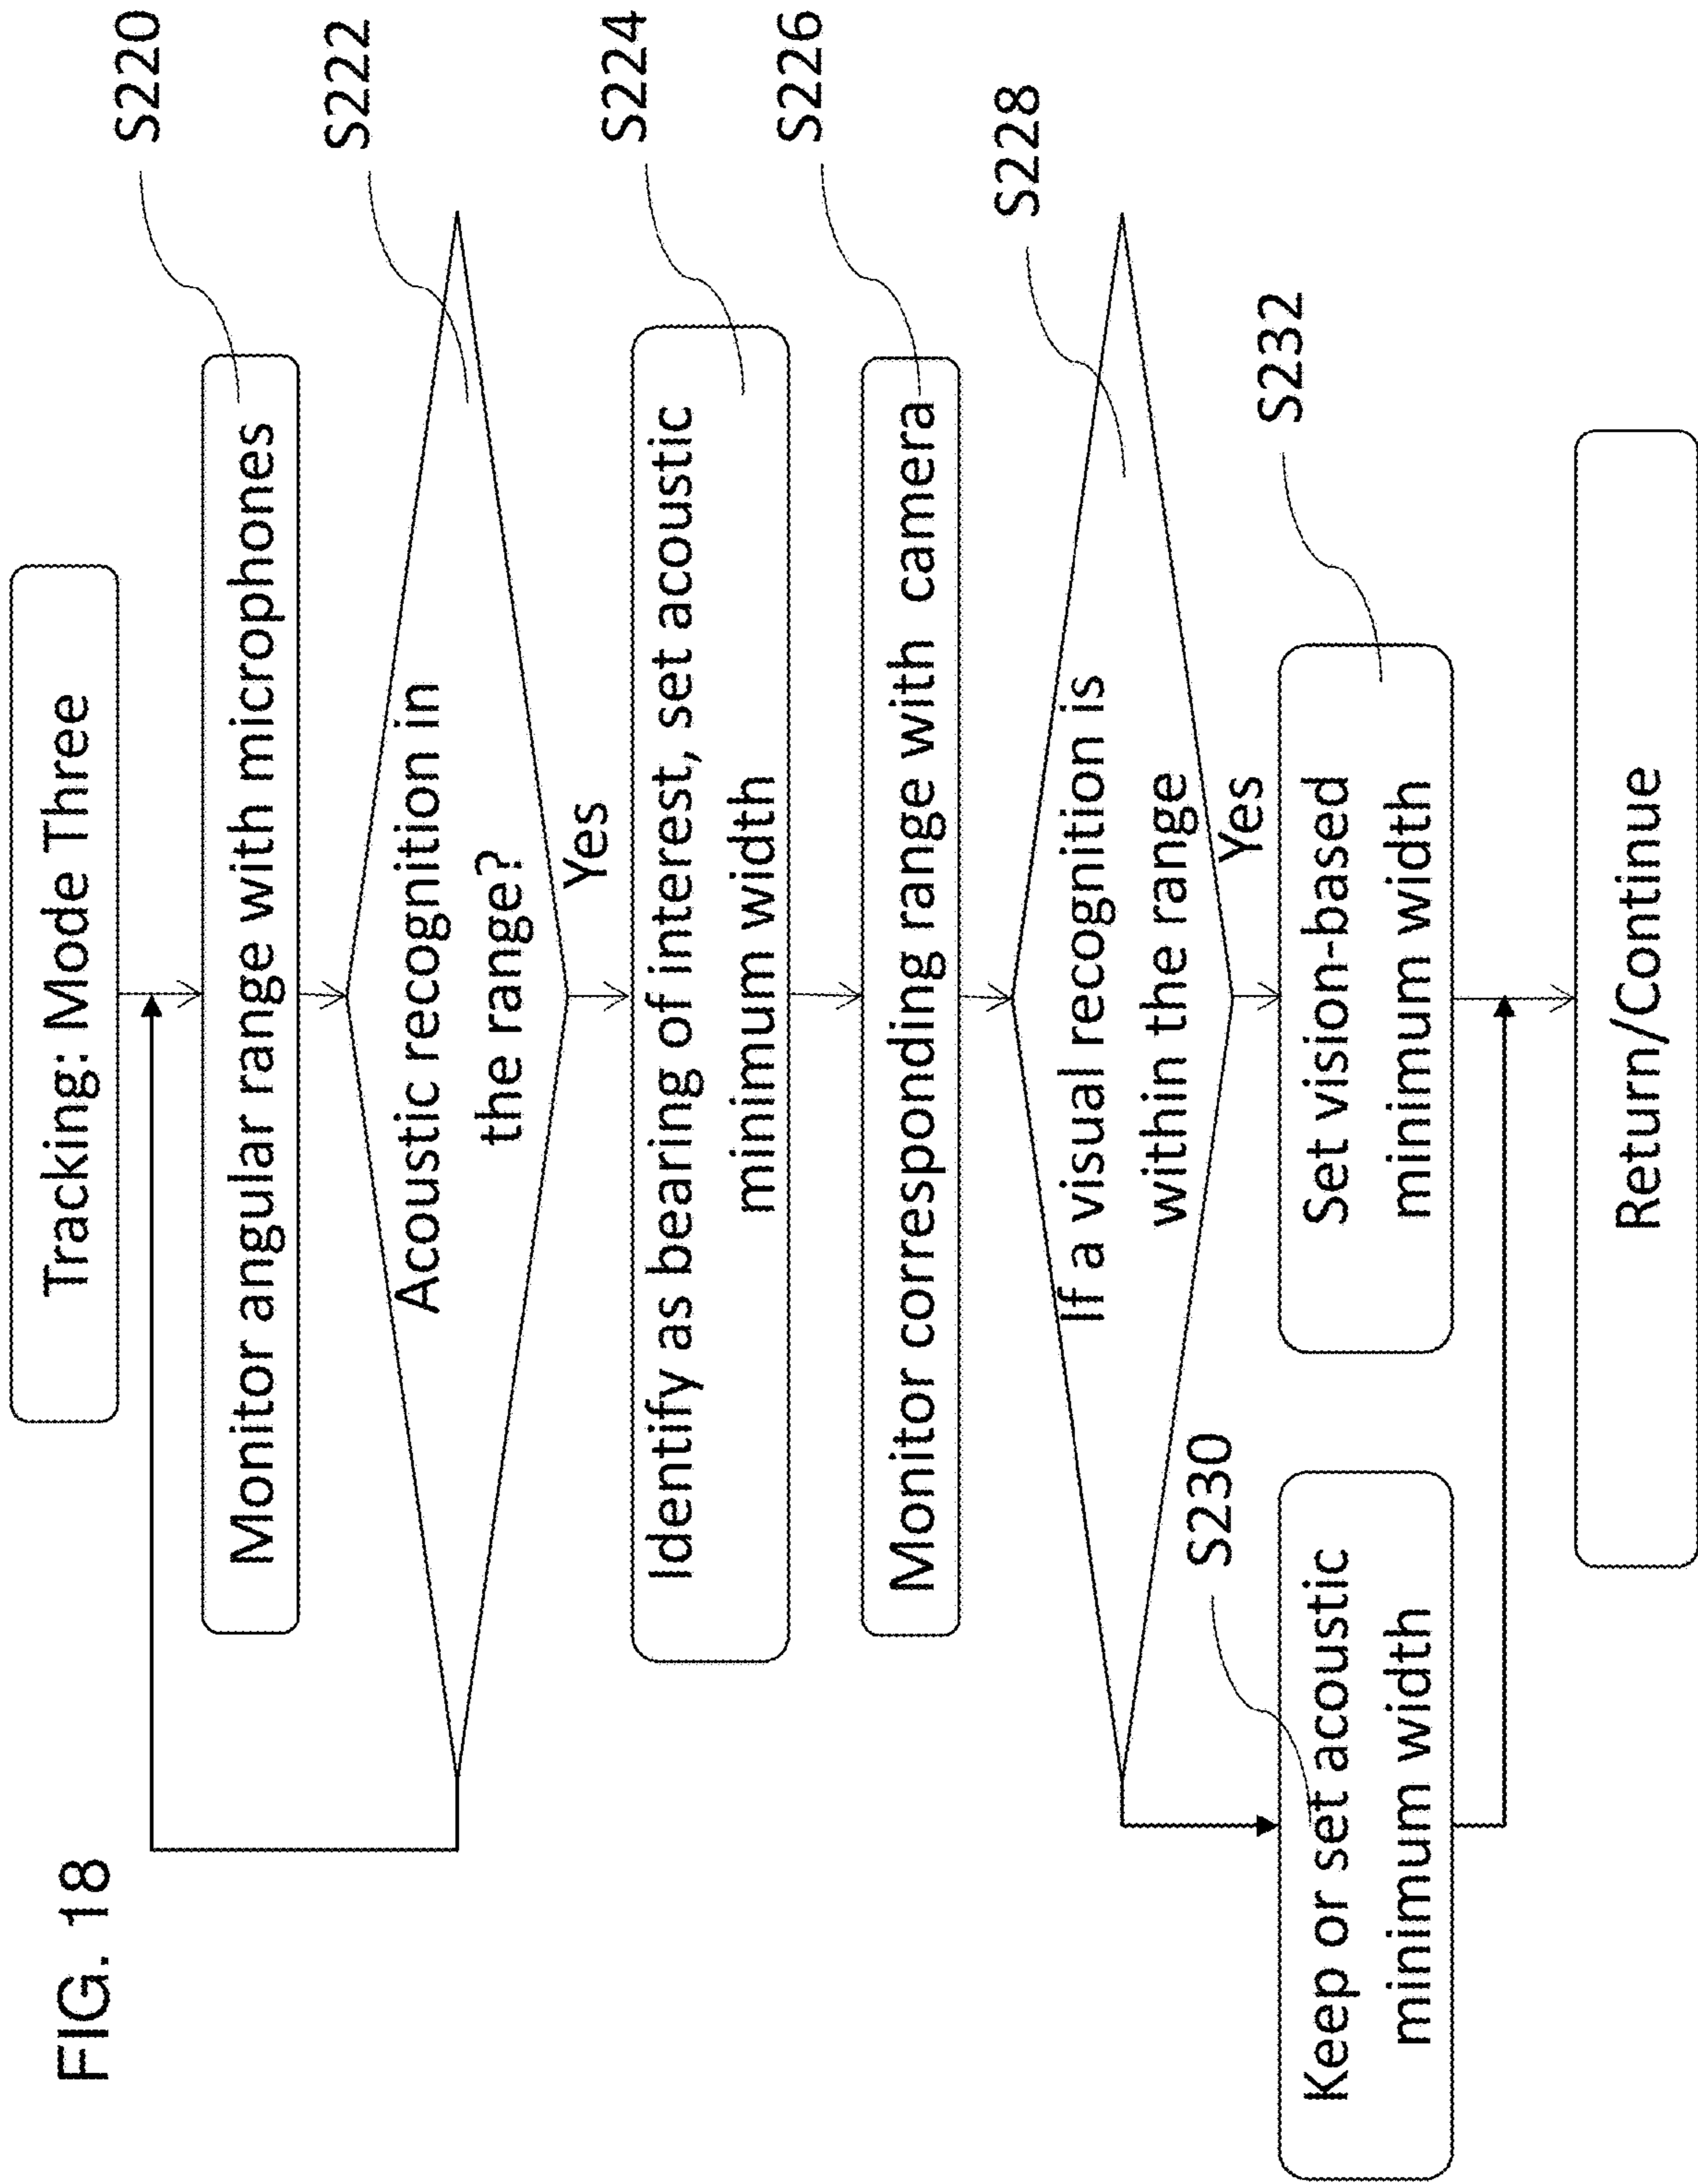 FIG. 18
Tracking: Mode Three
S220
Monitor angular range with microphones
S222
Acoustic recognition in
the range?
Yes
S224
Identify as bearing of interest, set acoustic
minimum width
S226
Monitor corresponding range with camera
S228
If a visual recognition is
within the range
Yes
S230
Keep or set acoustic
minimum width
S232
Set vision-based
minimum width
Return/Continue